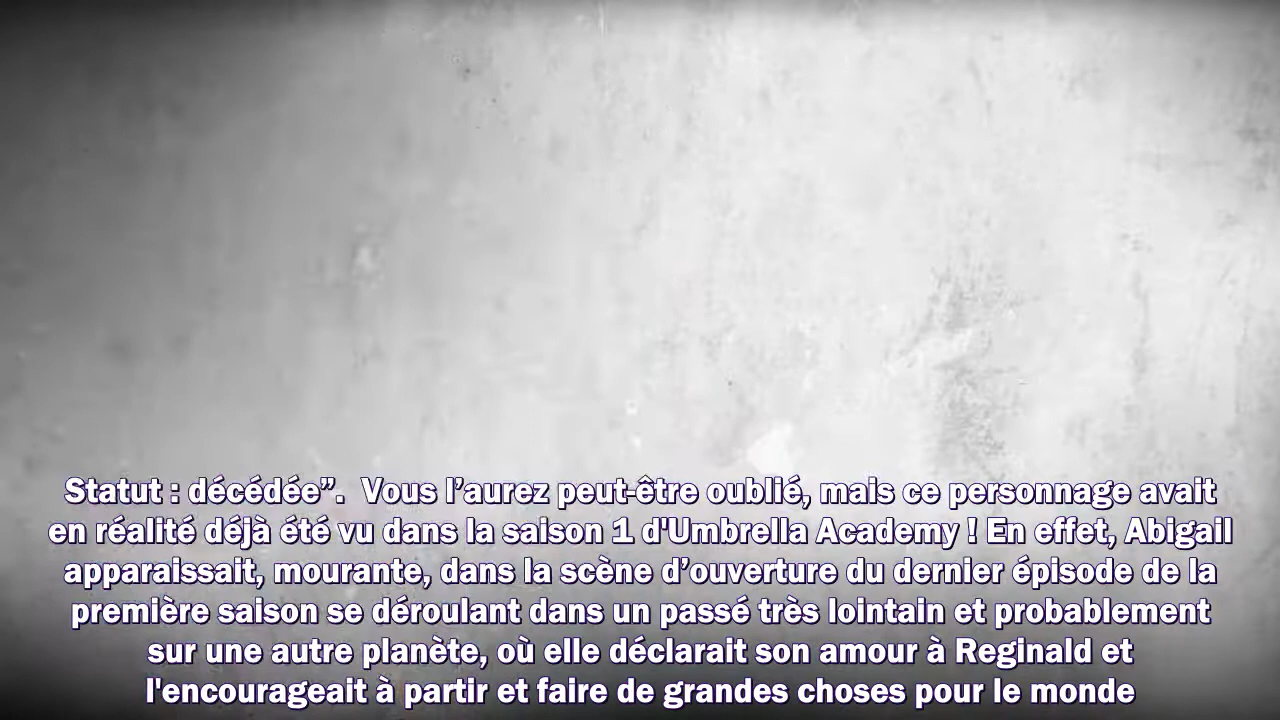 Statut : décédée”.  Vous l’aurez peut-être oublié, mais ce personnage avait
en réalité déjà été vu dans la saison 1 d'Umbrella Academy ! En effet, Abigail
apparaissait, mourante, dans la scène d’ouverture du dernier épisode de la
première saison se déroulant dans un passé très lointain et probablement
sur une autre planète, où elle déclarait son amour à Reginald et
l'encourageait à partir et faire de grandes choses pour le monde